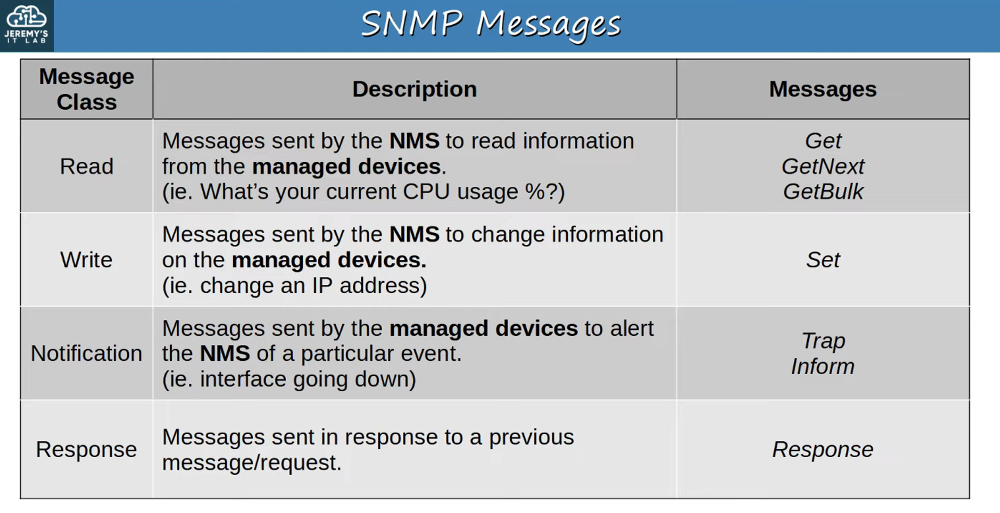 JEREMY'S
IT LAB
SNMP Messages
Message
Class
Description
Messages
Read
Messages sent by the NMS to read information
from the managed devices.
(ie. What's your current CPU usage %?)
Get
GetNext
GetBulk
Write
Messages sent by the NMS to change information
on the managed devices.
(ie. change an IP address)
Set
Notification
Messages sent by the managed devices to alert
the NMS of a particular event.
(ie. interface going down)
Trap
Inform
Response
Messages sent in response to a previous
message/request.
Response